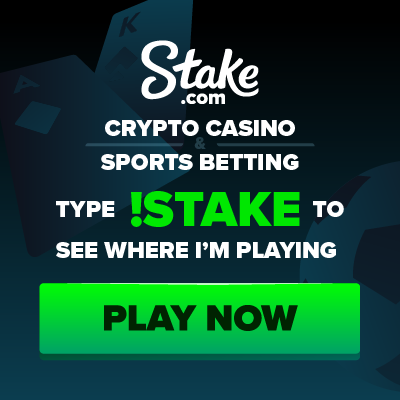 K
A
Stake
.com
CRYPTO CASINO
&
SPORTS BETTING
TYPE !STAKE TO
SEE WHERE I'M PLAYING
PLAY NOW